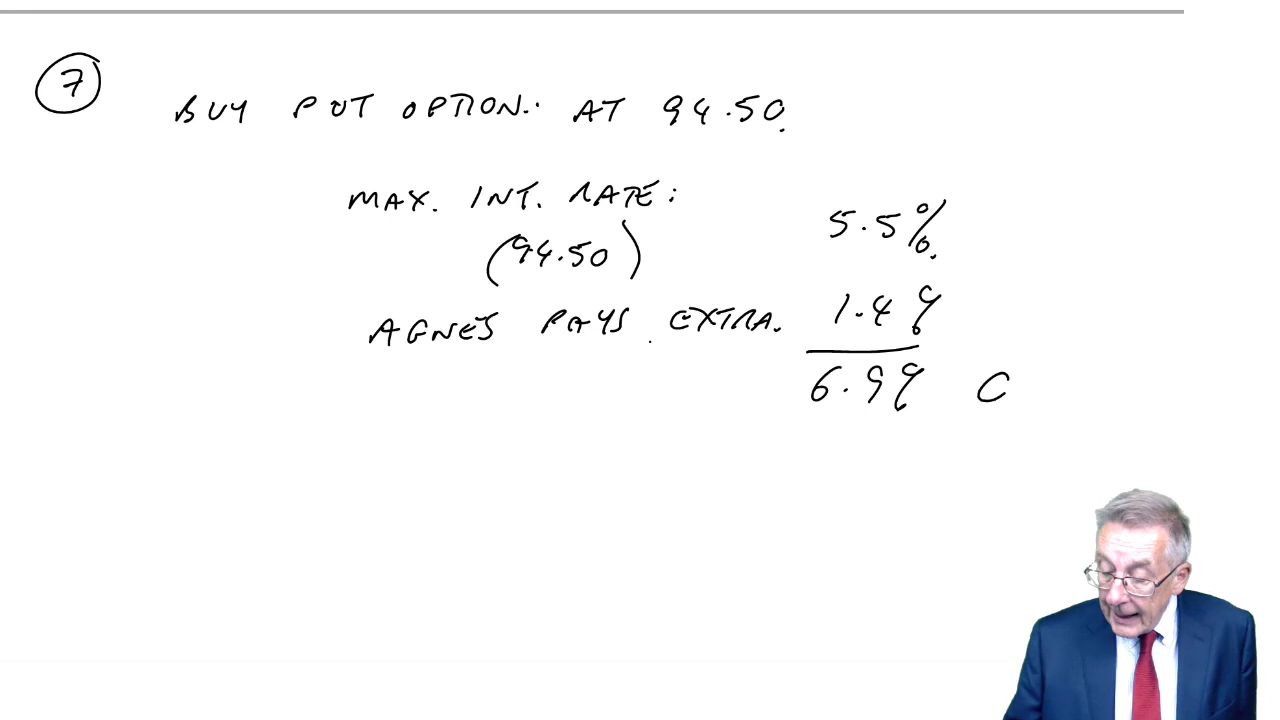 7
BUY PUT OPTION.. AT 94.50.
MAX. INT. RATE:
5.5%.
(94.50)
AGNES PAYS. EXTRA. 1.49
6.99 C